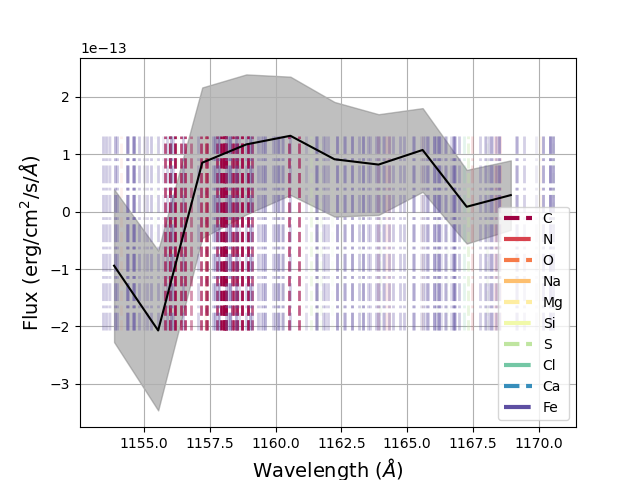 1e−13
2
1
0
−1
−2
−3
Flux (erg/cm²/s/Å)
1155.0 1157.5 1160.0 1162.5 1165.0 1167.5 1170.0
Wavelength (Å)
C
N
O
Na
Mg
Si
S
Cl
Ca
Fe